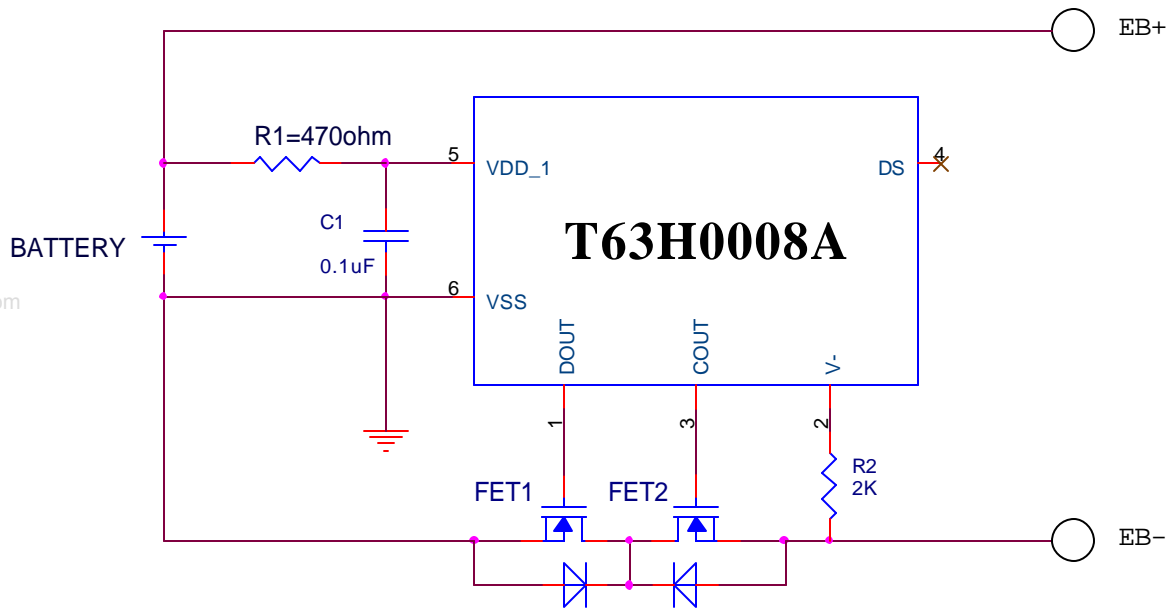 EB+
R1=470ohm
5
VDD_1
4
DS
C1
BATTERY
T63H0008A
0.1uF
om
6
VSS
DOUT
COUT
V-
1
3
2
R2
2K
FET1
FET2
EB-